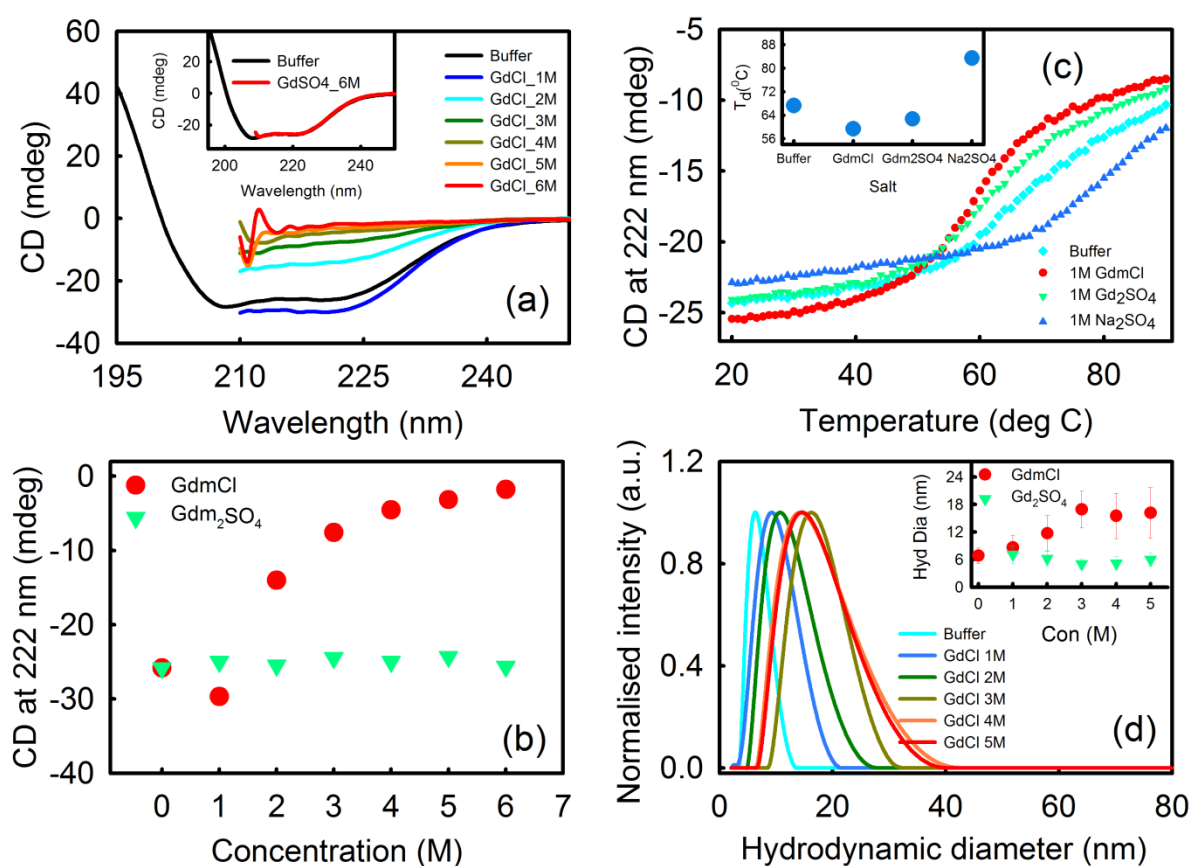 60
40
20
0
-20
-40
CD (mdeg)
195
210
225
240
Wavelength (nm)
(a)
Buffer
GdCl_1M
GdCl_2M
GdCl_3M
GdCl_4M
GdCl_5M
GdCl_6M
20
0
-20
CD (mdeg)
Buffer
GdSO4_6M
200
220
240
Wavelength (nm)
-5
-10
-15
-20
-25
CD at 222 nm (mdeg)
20
40
60
80
Temperature (deg C)
(c)
88
80
72
64
56
T_d(⁰C)
Buffer
GdmCl
Gdm2SO4
Na2SO4
Salt
Buffer
1M GdmCl
1M Gd₂SO₄
1M Na₂SO₄
0
-10
-20
-30
-40
CD at 222 nm (mdeg)
GdmCl
Gdm₂SO₄
(b)
0
1
2
3
4
5
6
7
Concentration (M)
1.2
0.8
0.4
0.0
Normalised intensity (a.u.)
24
18
12
6
0
Hyd Dia (nm)
GdmCl
Gd₂SO₄
0
1
2
3
4
5
Con (M)
Buffer
GdCl 1M
GdCl 2M
GdCl 3M
GdCl 4M
GdCl 5M
(d)
0
20
40
60
80
Hydrodynamic diameter (nm)